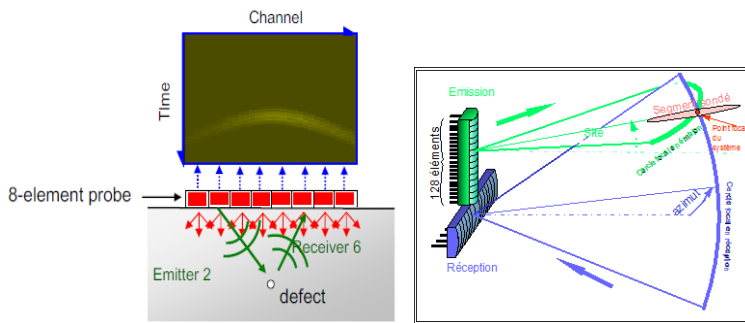 Channel
Time
8-element probe
Emitter 2
Receiver 6
defect
Emission
Segment sondé
Site
Point foca
du
système
128 éléments
azimut
Réception